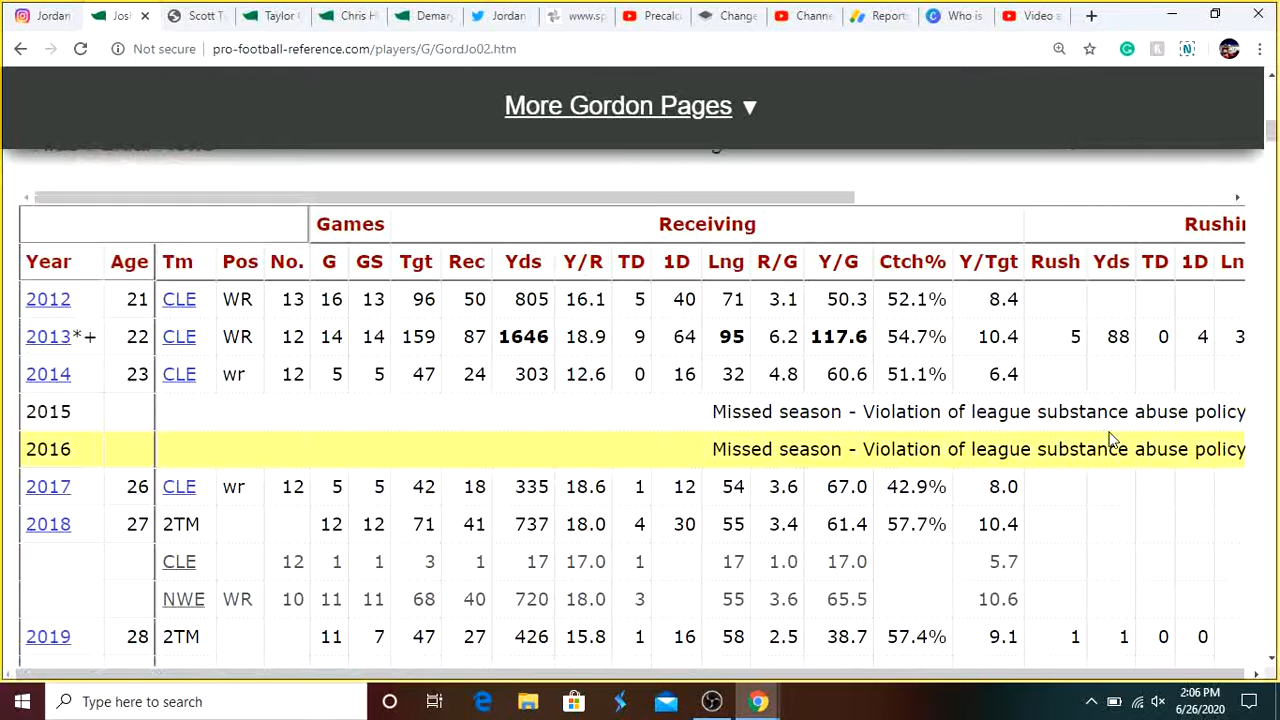 Jordan Josh Scott T Taylor Chris H Demary Jordan www.sp Precalc Change Chann Reports Who is Video a
Not secure pro-football-reference.com/players/G/GordJo02.htm
More Gordon Pages ▼
Games Receiving Rushin
Year Age Tm Pos No. G GS Tgt Rec Yds Y/R TD 1D Lng R/G Y/G Ctch% Y/Tgt Rush Yds TD 1D Ln
2012 21 CLE WR 13 16 13 96 50 805 16.1 5 40 71 3.1 50.3 52.1% 8.4
2013*+ 22 CLE WR 12 14 14 159 87 1646 18.9 9 64 95 6.2 117.6 54.7% 10.4 5 88 0 4 3
2014 23 CLE wr 12 5 5 47 24 303 12.6 0 16 32 4.8 60.6 51.1% 6.4
2015 Missed season - Violation of league substance abuse policy
2016 Missed season - Violation of league substance abuse policy
2017 26 CLE wr 12 5 5 42 18 335 18.6 1 12 54 3.6 67.0 42.9% 8.0
2018 27 2TM 12 12 71 41 737 18.0 4 30 55 3.4 61.4 57.7% 10.4
CLE 12 1 1 3 1 17 17.0 1 17 1.0 17.0 5.7
NWE WR 10 11 11 68 40 720 18.0 3 55 3.6 65.5 10.6
2019 28 2TM 11 7 47 27 426 15.8 1 16 58 2.5 38.7 57.4% 9.1 1 1 0 0
Type here to search
2:06 PM
6/26/2020